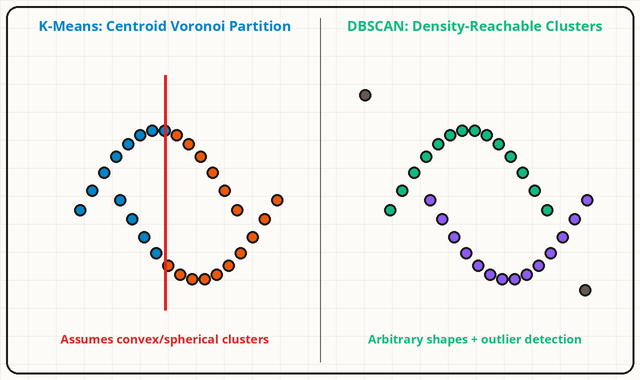 K-Means: Centroid Voronoi Partition
DBSCAN: Density-Reachable Clusters
Assumes convex/spherical clusters
Arbitrary shapes + outlier detection